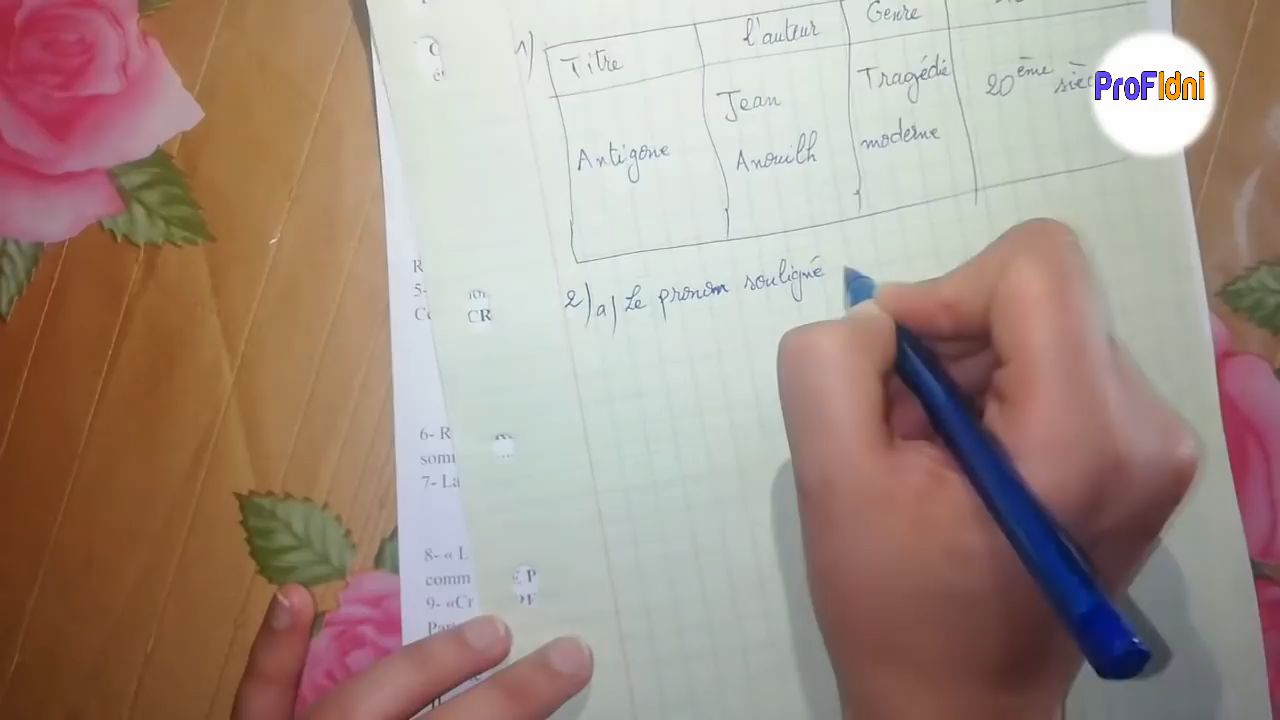 1)
Titre
l'auteur
Genre
Antigone
Jean
Anouilh
Tragédie
moderne
20ème
ProFIdni
2) a) Le pronom souligné
R
5-
CR
6- R
7- La
8- « L
comm
9- «Cr